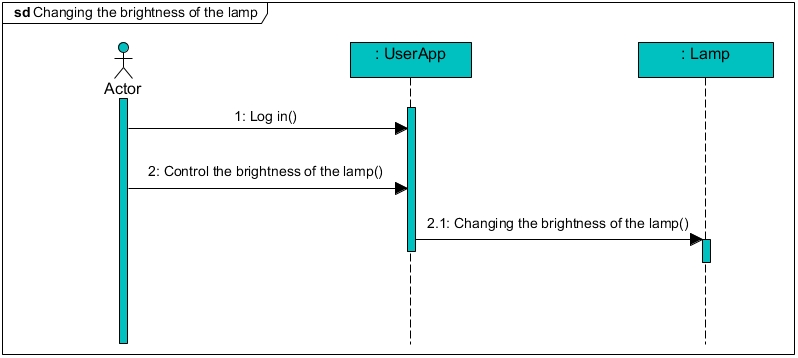 sd Changing the brightness of the lamp
: UserApp
: Lamp
Actor
1: Log in()
2: Control the brightness of the lamp()
2.1: Changing the brightness of the lamp()